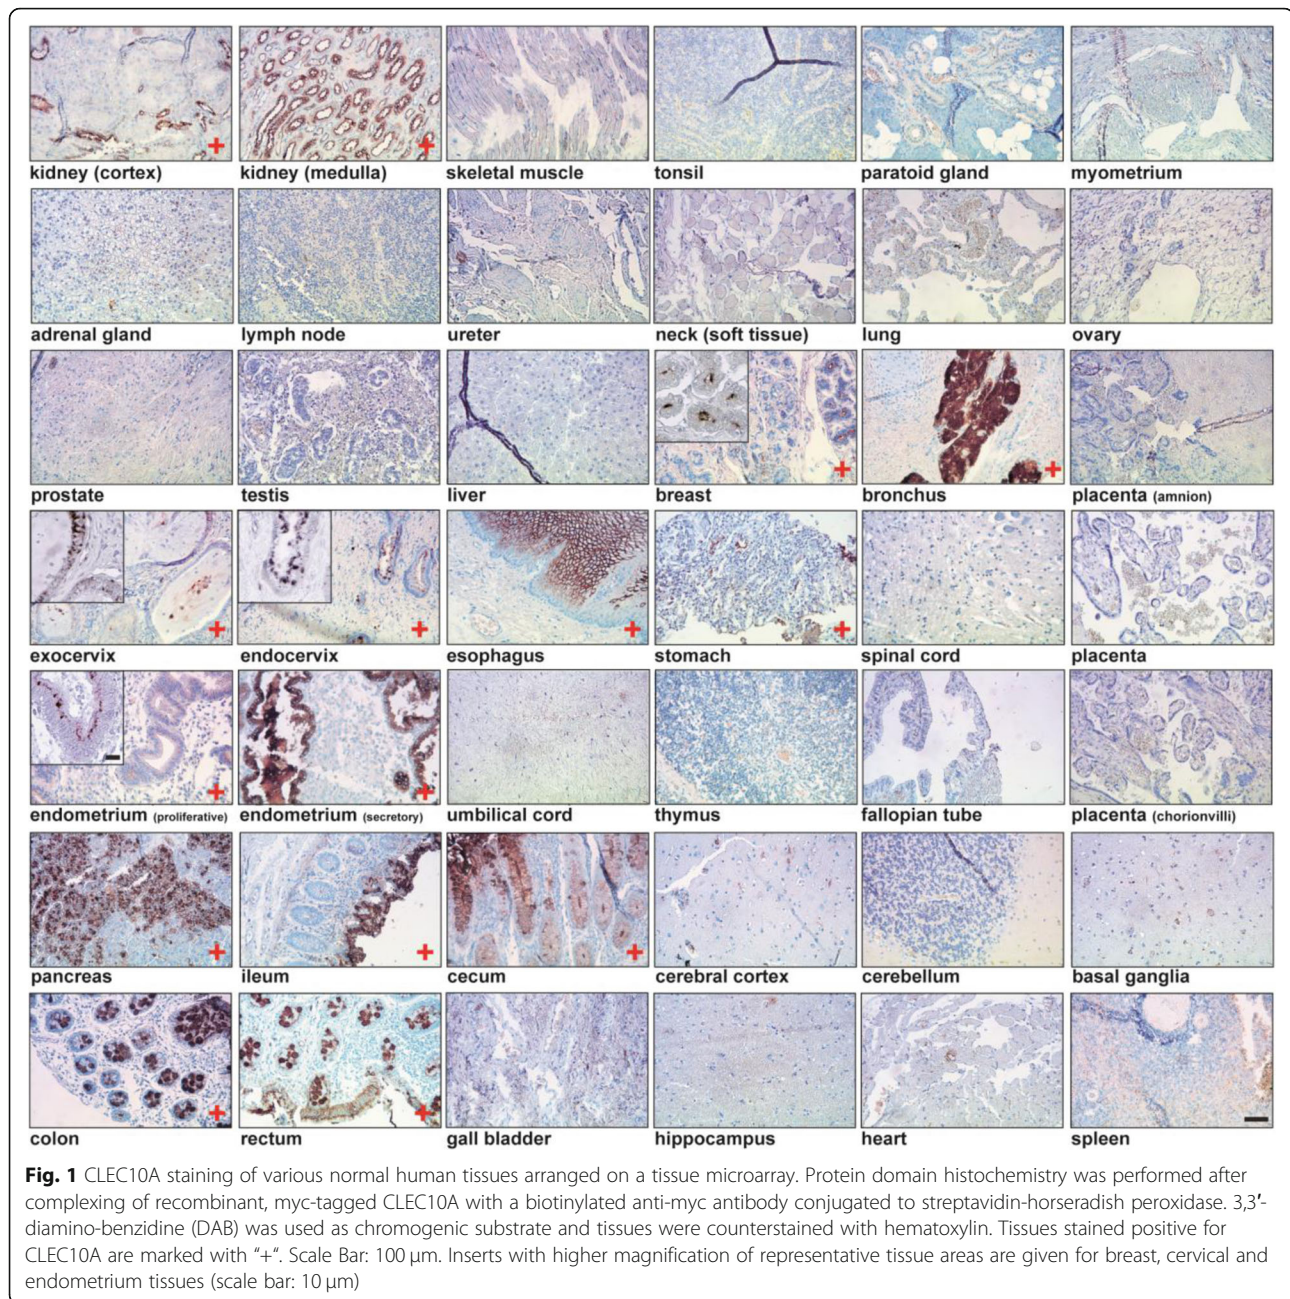 + +
kidney (cortex) kidney (medulla) skeletal muscle tonsil paratoid gland myometrium
adrenal gland lymph node ureter neck (soft tissue) lung ovary
+ +
prostate testis liver breast bronchus placenta (amnion)
+ + + +
exocervix endocervix esophagus stomach spinal cord placenta
+ +
endometrium (proliferative) endometrium (secretory) umbilical cord thymus fallopian tube placenta (chorionvilli)
+ + +
pancreas ileum cecum cerebral cortex cerebellum basal ganglia
+ +
colon rectum gall bladder hippocampus heart spleen
Fig. 1 CLEC10A staining of various normal human tissues arranged on a tissue microarray. Protein domain histochemistry was performed after
complexing of recombinant, myc-tagged CLEC10A with a biotinylated anti-myc antibody conjugated to streptavidin-horseradish peroxidase. 3,3′-
diamino-benzidine (DAB) was used as chromogenic substrate and tissues were counterstained with hematoxylin. Tissues stained positive for
CLEC10A are marked with “+“. Scale Bar: 100 μm. Inserts with higher magnification of representative tissue areas are given for breast, cervical and
endometrium tissues (scale bar: 10 μm)